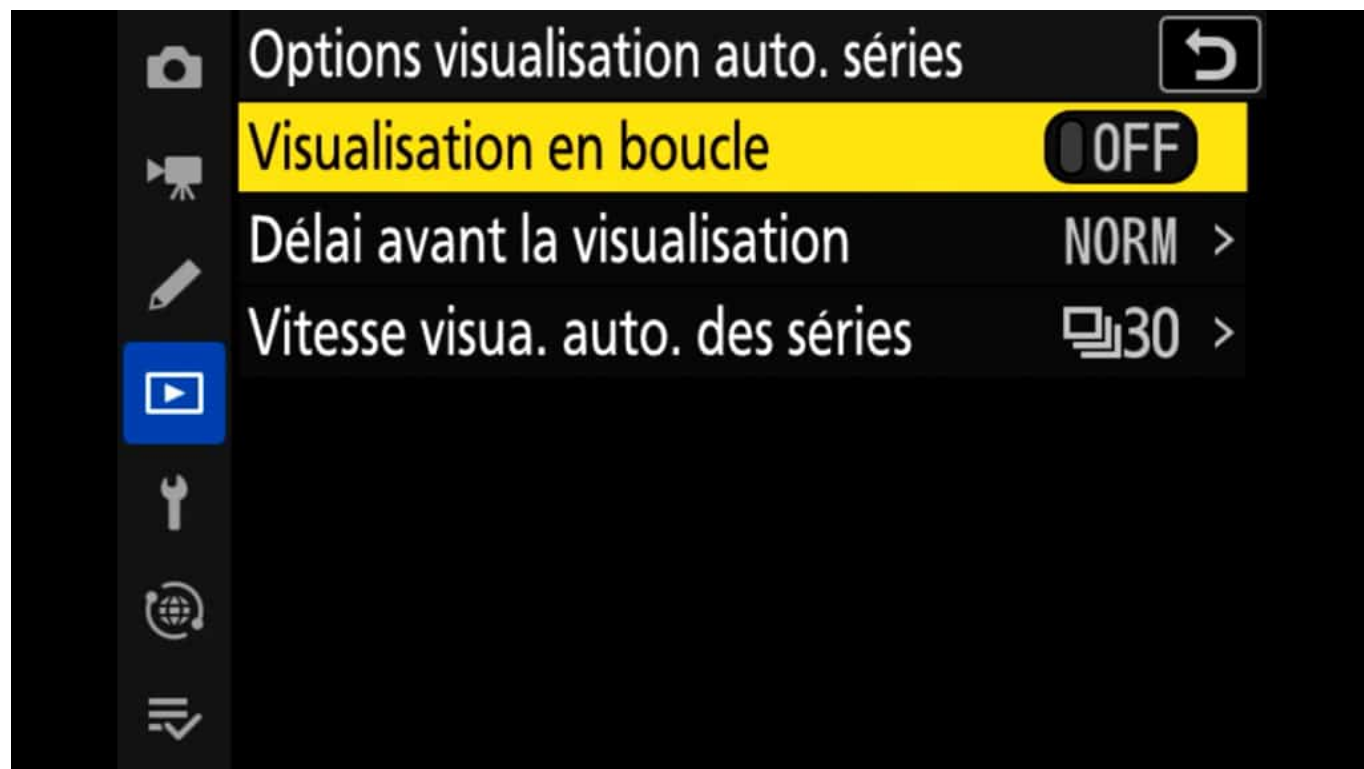 Options visualisation auto. séries
Visualisation en boucle OFF
Délai avant la visualisation NORM >
Vitesse visua. auto. des séries 30 >